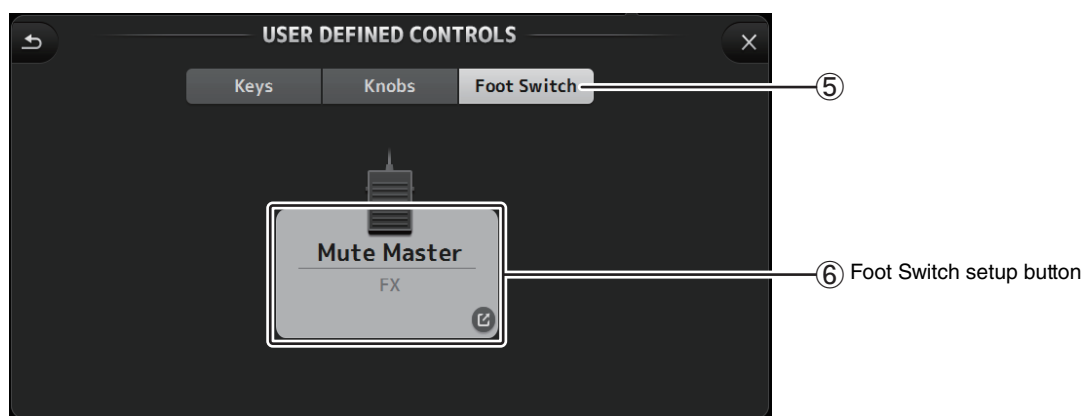 USER DEFINED CONTROLS
Keys
Knobs
Foot Switch
⑤
Mute Master
FX
⑥ Foot Switch setup button